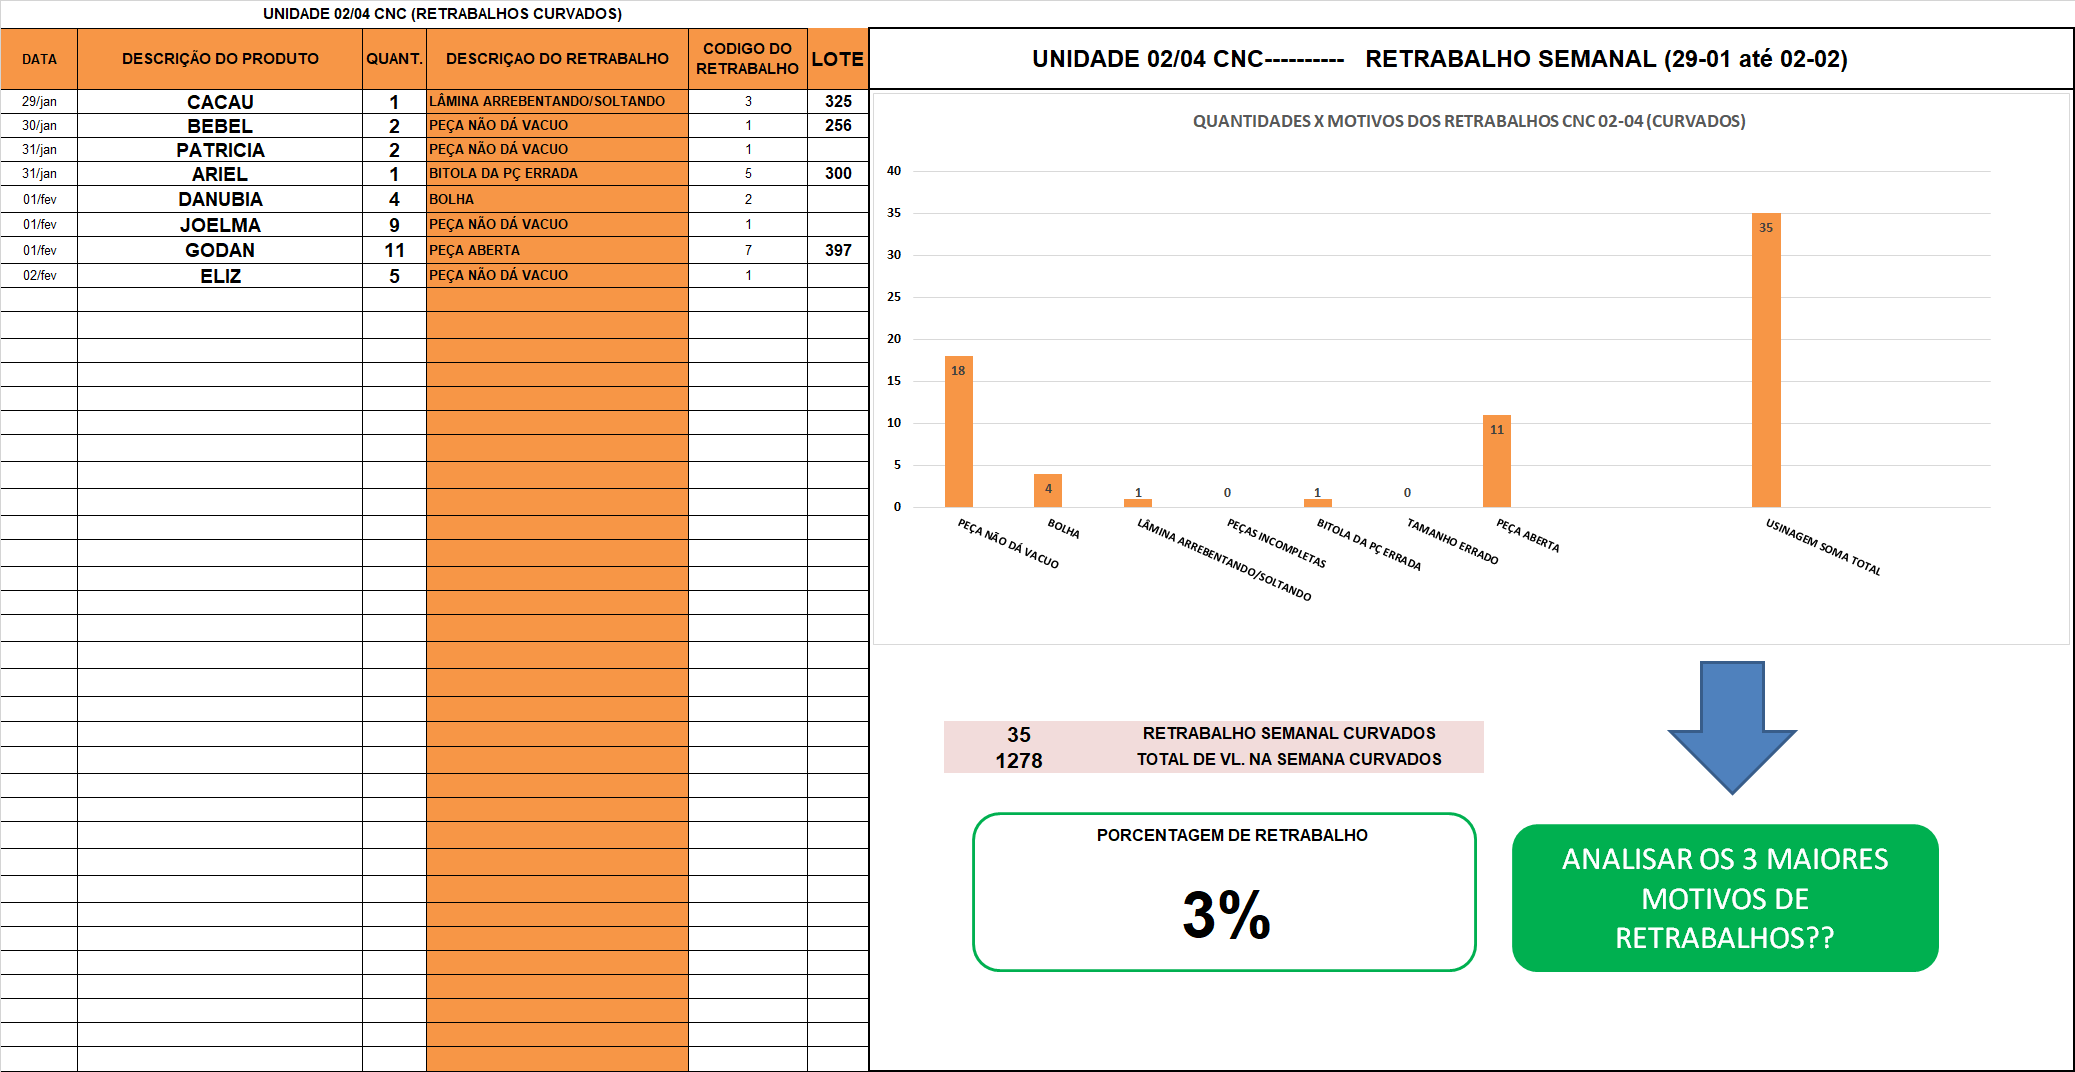 UNIDADE 02/04 CNC (RETRABALHOS CURVADOS)
DATA DESCRIÇÃO DO PRODUTO QUANT. DESCRIÇAO DO RETRABALHO CODIGO DO RETRABALHO LOTE
29/jan CACAU 1 LÂMINA ARREBENTANDO/SOLTANDO 3 325
30/jan BEBEL 2 PEÇA NÃO DÁ VACUO 1 256
31/jan PATRICIA 2 PEÇA NÃO DÁ VACUO 1
31/jan ARIEL 1 BITOLA DA PÇ ERRADA 5 300
01/fev DANUBIA 4 BOLHA 2
01/fev JOELMA 9 PEÇA NÃO DÁ VACUO 1
01/fev GODAN 11 PEÇA ABERTA 7 397
02/fev ELIZ 5 PEÇA NÃO DÁ VACUO 1
UNIDADE 02/04 CNC---------- RETRABALHO SEMANAL (29-01 até 02-02)
QUANTIDADES X MOTIVOS DOS RETRABALHOS CNC 02-04 (CURVADOS)
40
35
30
25
20
15
10
5
0
18
4
1
0
1
0
11
35
PEÇA NÃO DÁ VACUO
BOLHA
LÂMINA ARREBENTANDO/SOLTANDO
PEÇAS INCOMPLETAS
BITOLA DA PÇ ERRADA
TAMANHO ERRADO
PEÇA ABERTA
USINAGEM SOMA TOTAL
35 RETRABALHO SEMANAL CURVADOS
1278 TOTAL DE VL. NA SEMANA CURVADOS
PORCENTAGEM DE RETRABALHO
3%
ANALISAR OS 3 MAIORES
MOTIVOS DE
RETRABALHOS??